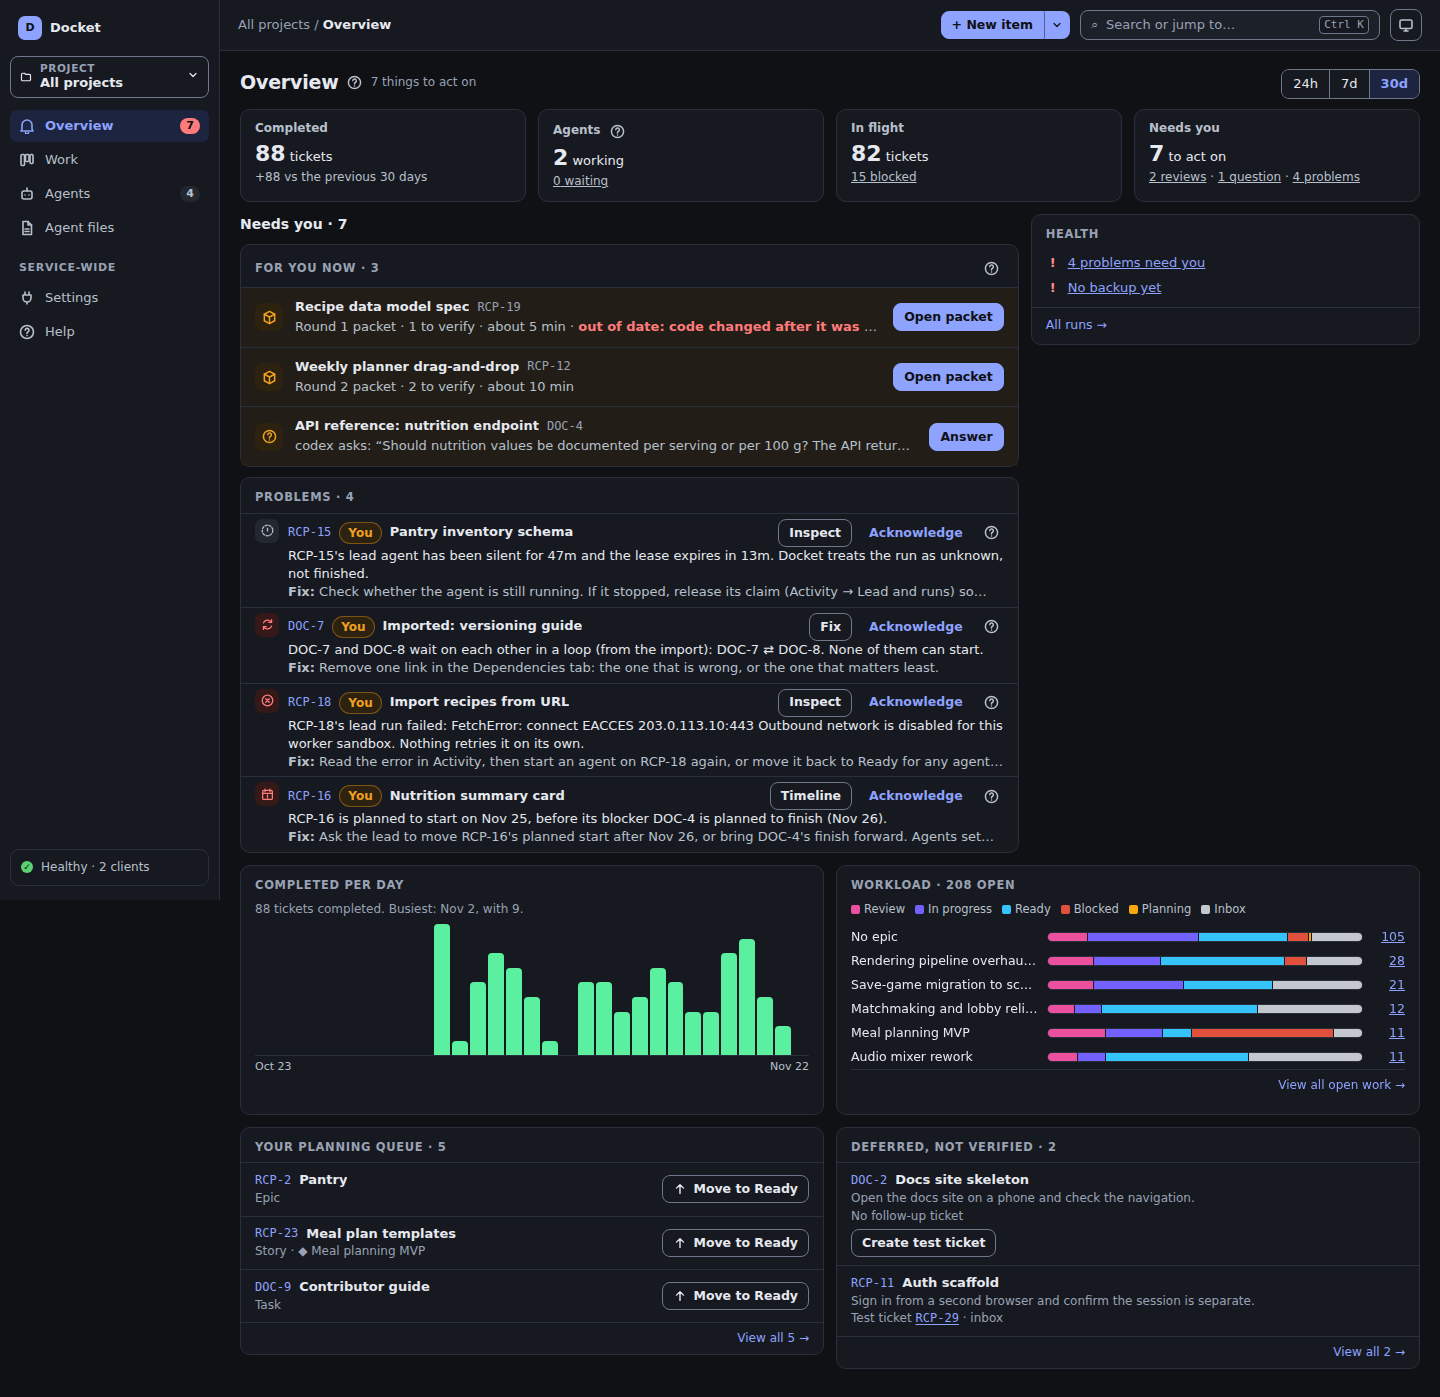 D Docket
All projects / Overview
+ New item
Search or jump to…
Ctrl K
PROJECT
All projects
Overview 7
Work
Agents 4
Agent files
SERVICE-WIDE
Settings
Help
Healthy · 2 clients
Overview 7 things to act on
24h 7d 30d
Completed
88 tickets
+88 vs the previous 30 days
Agents
2 working
0 waiting
In flight
82 tickets
15 blocked
Needs you
7 to act on
2 reviews · 1 question · 4 problems
Needs you · 7
FOR YOU NOW · 3
Recipe data model spec RCP-19
Round 1 packet · 1 to verify · about 5 min · out of date: code changed after it was …
Open packet
Weekly planner drag-and-drop RCP-12
Round 2 packet · 2 to verify · about 10 min
Open packet
API reference: nutrition endpoint DOC-4
codex asks: “Should nutrition values be documented per serving or per 100 g? The API retur…
Answer
HEALTH
! 4 problems need you
! No backup yet
All runs →
PROBLEMS · 4
RCP-15 You Pantry inventory schema
Inspect Acknowledge
RCP-15's lead agent has been silent for 47m and the lease expires in 13m. Docket treats the run as unknown,
not finished.
Fix: Check whether the agent is still running. If it stopped, release its claim (Activity → Lead and runs) so…
DOC-7 You Imported: versioning guide
Fix Acknowledge
DOC-7 and DOC-8 wait on each other in a loop (from the import): DOC-7 ⇄ DOC-8. None of them can start.
Fix: Remove one link in the Dependencies tab: the one that is wrong, or the one that matters least.
RCP-18 You Import recipes from URL
Inspect Acknowledge
RCP-18's lead run failed: FetchError: connect EACCES 203.0.113.10:443 Outbound network is disabled for this
worker sandbox. Nothing retries it on its own.
Fix: Read the error in Activity, then start an agent on RCP-18 again, or move it back to Ready for any agent…
RCP-16 You Nutrition summary card
Timeline Acknowledge
RCP-16 is planned to start on Nov 25, before its blocker DOC-4 is planned to finish (Nov 26).
Fix: Ask the lead to move RCP-16's planned start after Nov 26, or bring DOC-4's finish forward. Agents set…
COMPLETED PER DAY
88 tickets completed. Busiest: Nov 2, with 9.
Oct 23 Nov 22
WORKLOAD · 208 OPEN
Review In progress Ready Blocked Planning Inbox
No epic 105
Rendering pipeline overhau… 28
Save-game migration to sc… 21
Matchmaking and lobby reli… 12
Meal planning MVP 11
Audio mixer rework 11
View all open work →
YOUR PLANNING QUEUE · 5
RCP-2 Pantry
Epic
↑ Move to Ready
RCP-23 Meal plan templates
Story · ◆ Meal planning MVP
↑ Move to Ready
DOC-9 Contributor guide
Task
↑ Move to Ready
View all 5 →
DEFERRED, NOT VERIFIED · 2
DOC-2 Docs site skeleton
Open the docs site on a phone and check the navigation.
No follow-up ticket
Create test ticket
RCP-11 Auth scaffold
Sign in from a second browser and confirm the session is separate.
Test ticket RCP-29 · inbox
View all 2 →